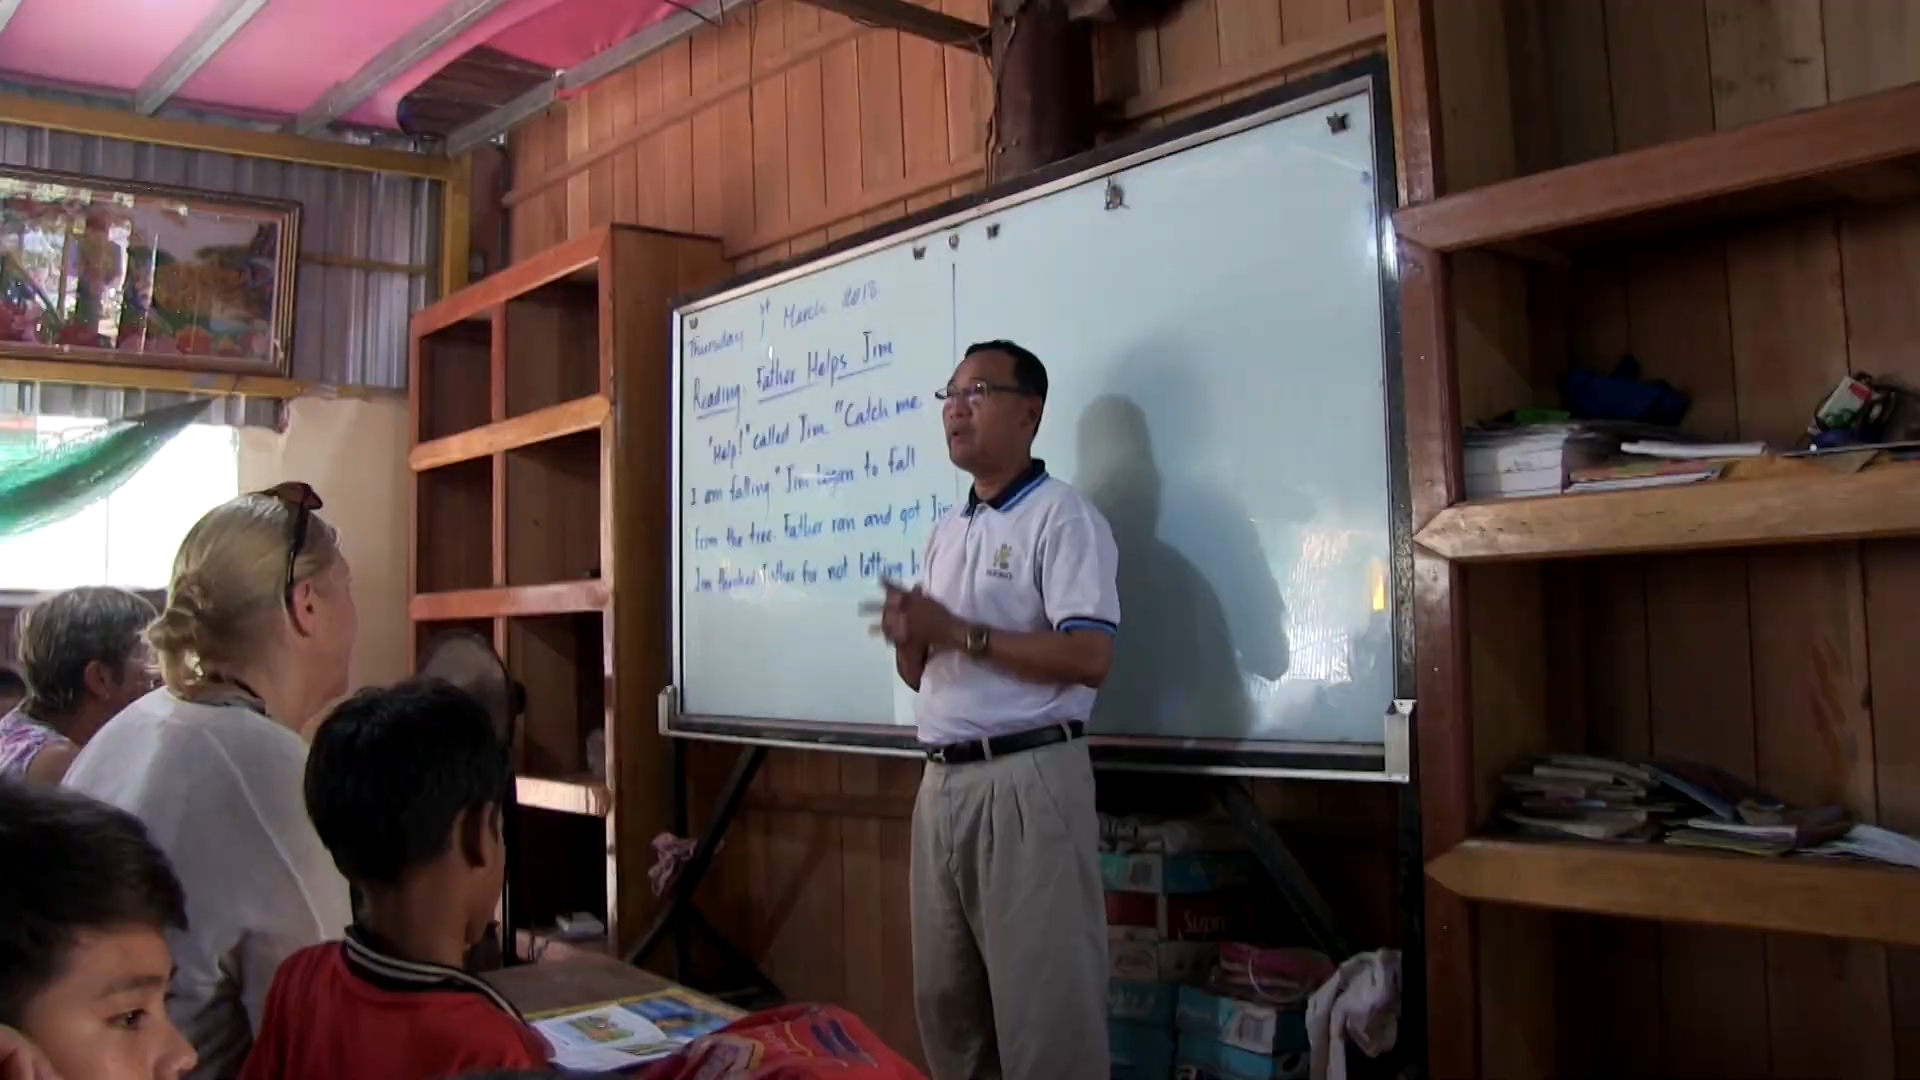 Thursday 1st March 2018
Reading: Father Helps Jim
"Help!" called Jim "Catch me
I am falling" Jim began to fall
from the tree. Father ran and got Jim
Jim thanked Father for not letting h
Supr